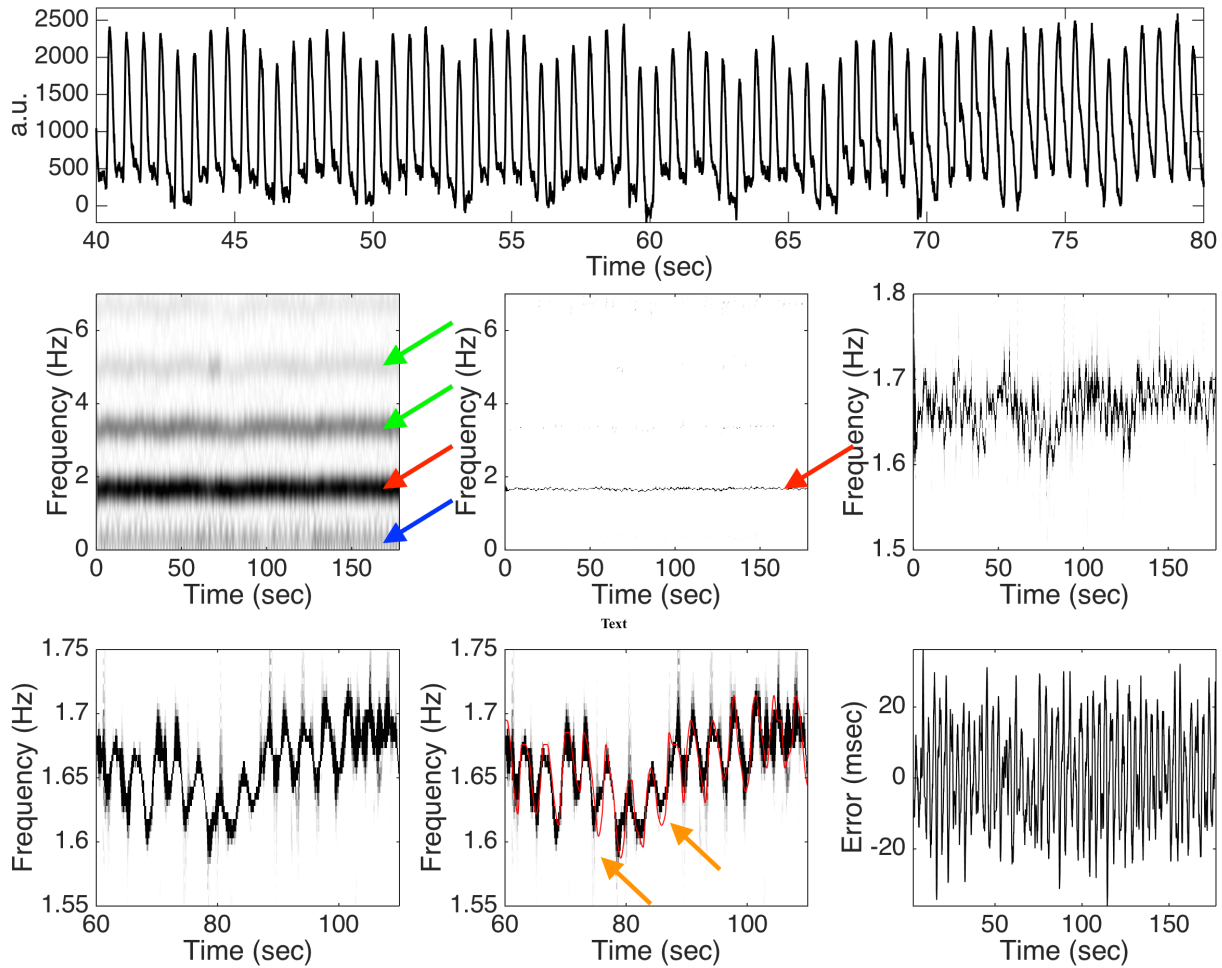 2500
2000
1500
1000
500
0
a.u.
40 45 50 55 60 65 70 75 80
Time (sec)
6
4
2
0
Frequency (Hz)
0 50 100 150
Time (sec)
6
4
2
0
Frequency (Hz)
0 50 100 150
Time (sec)
1.8
1.7
1.6
1.5
Frequency (Hz)
0 50 100 150
Time (sec)
Text
1.75
1.7
1.65
1.6
1.55
Frequency (Hz)
60 80 100
Time (sec)
1.75
1.7
1.65
1.6
1.55
Frequency (Hz)
60 80 100
Time (sec)
20
0
-20
Error (msec)
50 100 150
Time (sec)